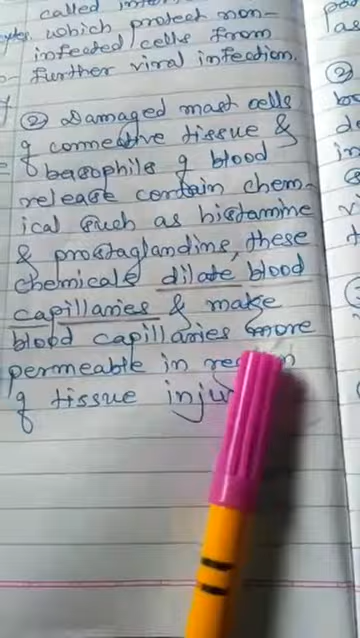 called
which protect non-
infected cells from
further viral infection.
② Damaged mast cells
of connective tissue &
basophils of blood
release contain chem-
ical such as histamine
& prostaglandins, these
chemicals dilate blood
capillaries & make
blood capillaries more
permeable in
of tissue